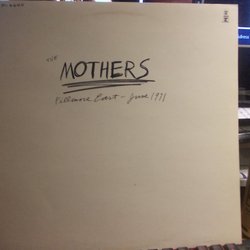 THE
MOTHERS
Fillmore East – June 1971